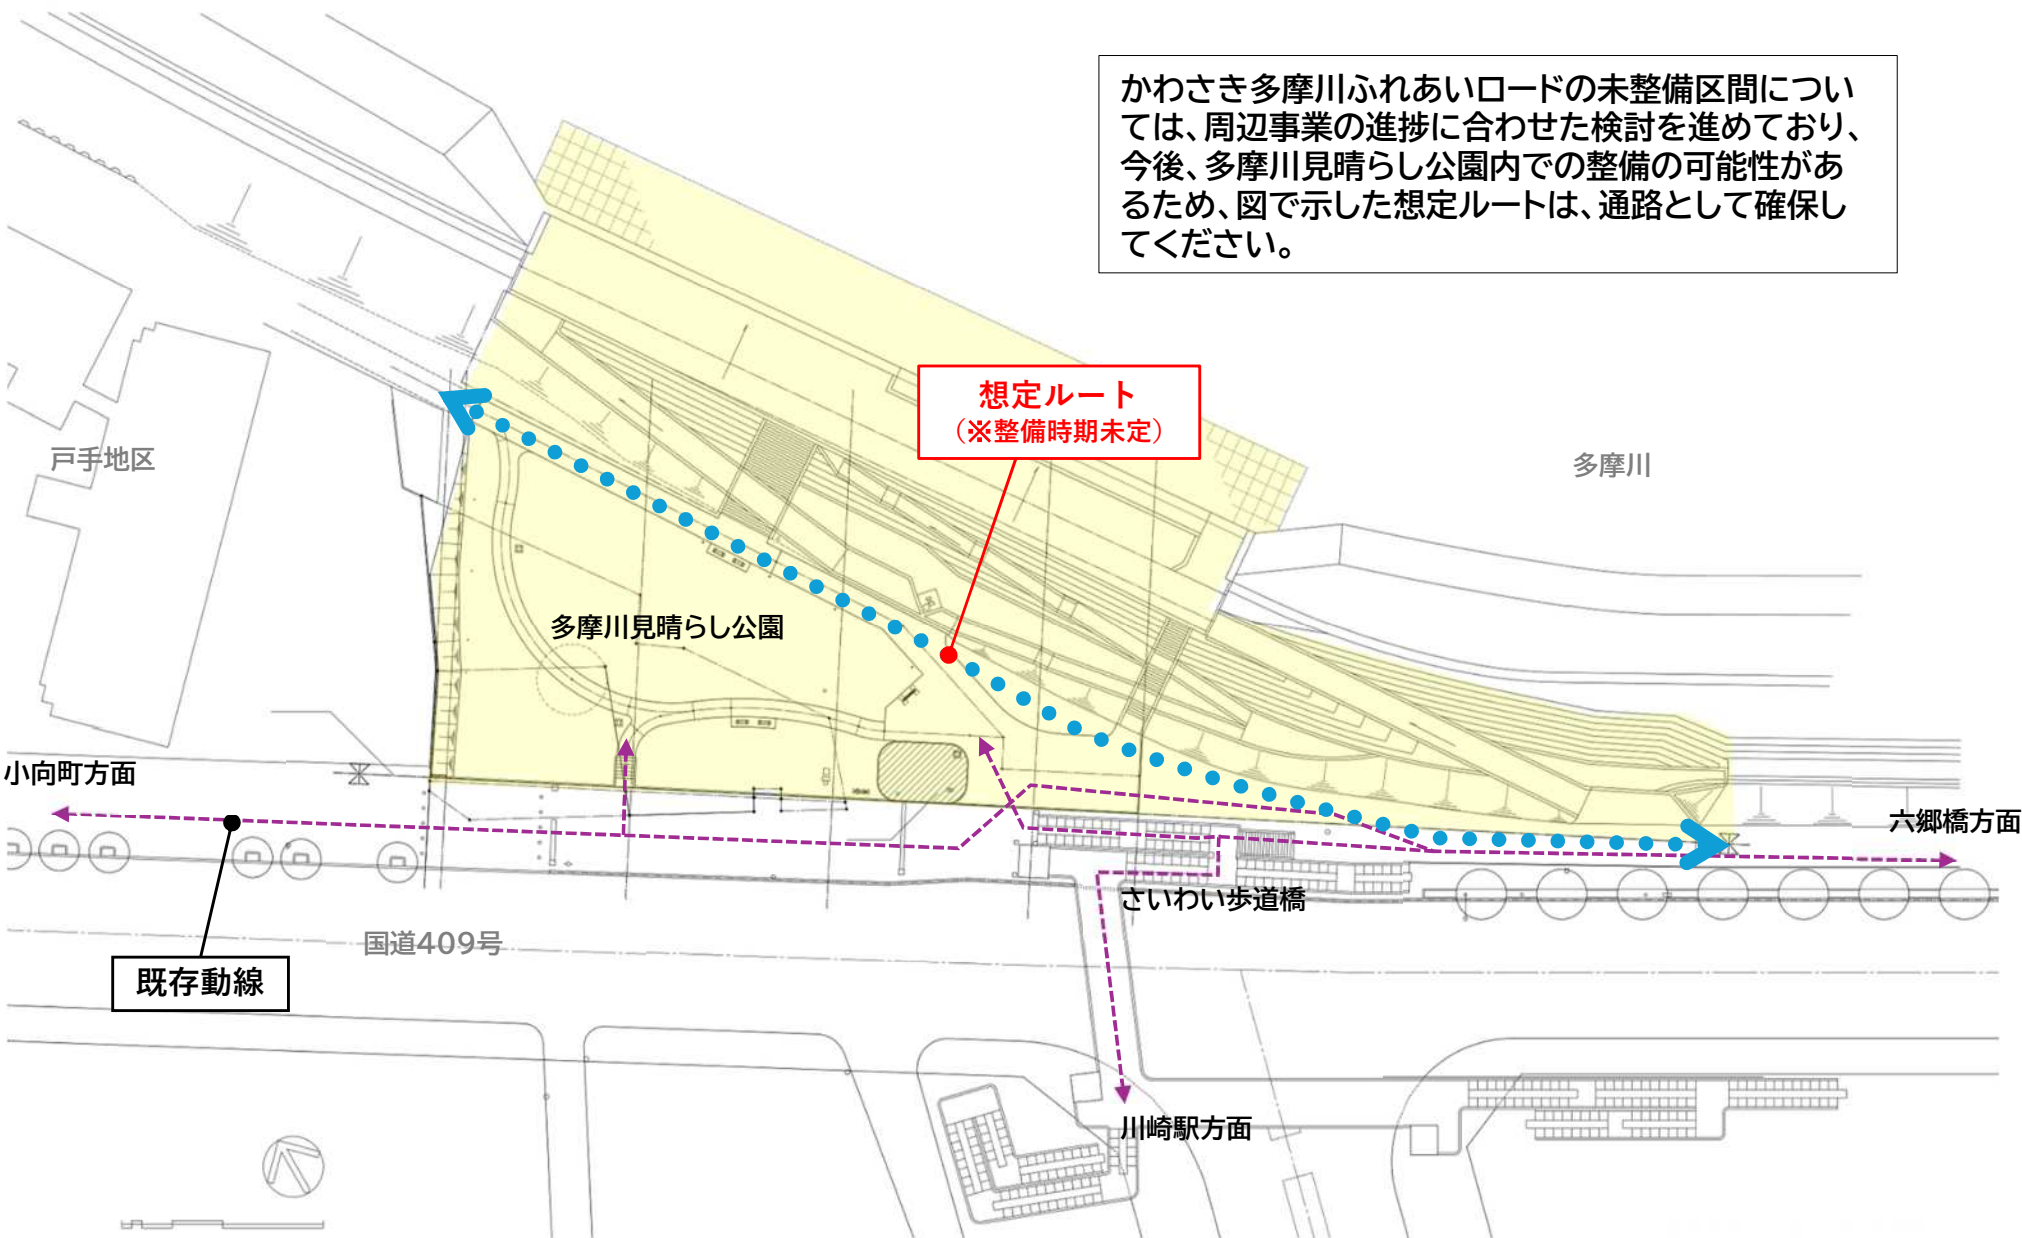 かわさき多摩川ふれあいロードの未整備区間につい
ては、周辺事業の進捗に合わせた検討を進めており、
今後、多摩川見晴らし公園内での整備の可能性があ
るため、図で示した想定ルートは、通路として確保し
てください。
想定ルート
（※整備時期未定）
戸手地区
多摩川
多摩川見晴らし公園
小向町方面
六郷橋方面
さいわい歩道橋
国道409号
既存動線
川崎駅方面